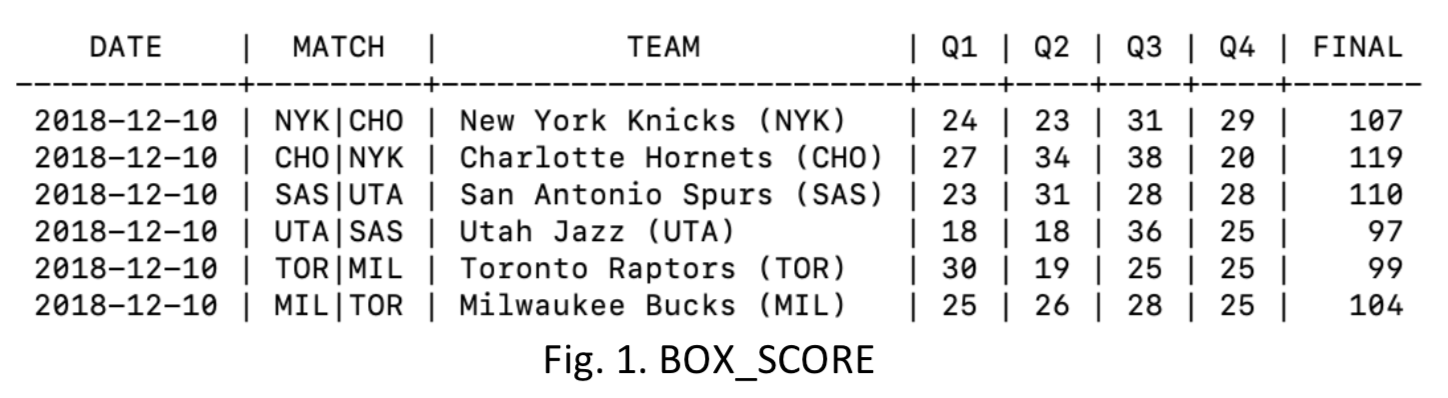 DATE | MATCH | TEAM | Q1 | Q2 | Q3 | Q4 | FINAL
2018-12-10 | NYK|CHO | New York Knicks (NYK) | 24 | 23 | 31 | 29 | 107
2018-12-10 | CHO|NYK | Charlotte Hornets (CHO) | 27 | 34 | 38 | 20 | 119
2018-12-10 | SAS|UTA | San Antonio Spurs (SAS) | 23 | 31 | 28 | 28 | 110
2018-12-10 | UTA|SAS | Utah Jazz (UTA) | 18 | 18 | 36 | 25 | 97
2018-12-10 | TOR|MIL | Toronto Raptors (TOR) | 30 | 19 | 25 | 25 | 99
2018-12-10 | MIL|TOR | Milwaukee Bucks (MIL) | 25 | 26 | 28 | 25 | 104
Fig. 1. BOX_SCORE